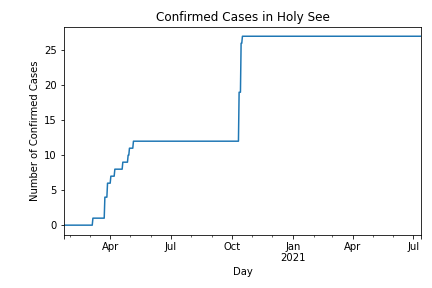 Confirmed Cases in Holy See
Number of Confirmed Cases
25
20
15
10
5
0
Apr Jul Oct Jan Apr Jul
2021
Day